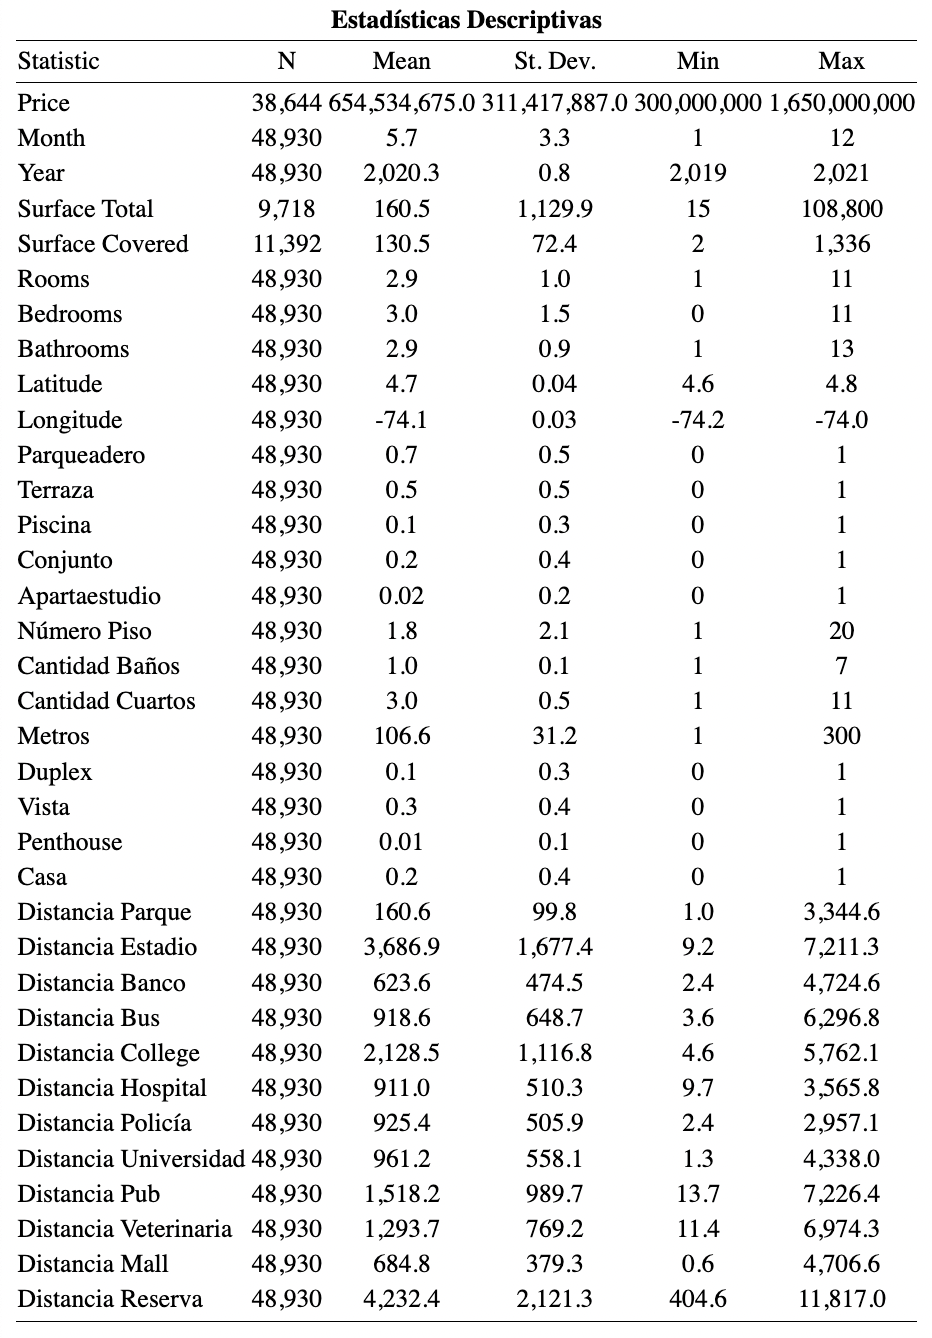 Estadísticas Descriptivas
Statistic N Mean St. Dev. Min Max
Price 38,644 654,534,675.0 311,417,887.0 300,000,000 1,650,000,000
Month 48,930 5.7 3.3 1 12
Year 48,930 2,020.3 0.8 2,019 2,021
Surface Total 9,718 160.5 1,129.9 15 108,800
Surface Covered 11,392 130.5 72.4 2 1,336
Rooms 48,930 2.9 1.0 1 11
Bedrooms 48,930 3.0 1.5 0 11
Bathrooms 48,930 2.9 0.9 1 13
Latitude 48,930 4.7 0.04 4.6 4.8
Longitude 48,930 -74.1 0.03 -74.2 -74.0
Parqueadero 48,930 0.7 0.5 0 1
Terraza 48,930 0.5 0.5 0 1
Piscina 48,930 0.1 0.3 0 1
Conjunto 48,930 0.2 0.4 0 1
Apartaestudio 48,930 0.02 0.2 0 1
Número Piso 48,930 1.8 2.1 1 20
Cantidad Baños 48,930 1.0 0.1 1 7
Cantidad Cuartos 48,930 3.0 0.5 1 11
Metros 48,930 106.6 31.2 1 300
Duplex 48,930 0.1 0.3 0 1
Vista 48,930 0.3 0.4 0 1
Penthouse 48,930 0.01 0.1 0 1
Casa 48,930 0.2 0.4 0 1
Distancia Parque 48,930 160.6 99.8 1.0 3,344.6
Distancia Estadio 48,930 3,686.9 1,677.4 9.2 7,211.3
Distancia Banco 48,930 623.6 474.5 2.4 4,724.6
Distancia Bus 48,930 918.6 648.7 3.6 6,296.8
Distancia College 48,930 2,128.5 1,116.8 4.6 5,762.1
Distancia Hospital 48,930 911.0 510.3 9.7 3,565.8
Distancia Policía 48,930 925.4 505.9 2.4 2,957.1
Distancia Universidad 48,930 961.2 558.1 1.3 4,338.0
Distancia Pub 48,930 1,518.2 989.7 13.7 7,226.4
Distancia Veterinaria 48,930 1,293.7 769.2 11.4 6,974.3
Distancia Mall 48,930 684.8 379.3 0.6 4,706.6
Distancia Reserva 48,930 4,232.4 2,121.3 404.6 11,817.0